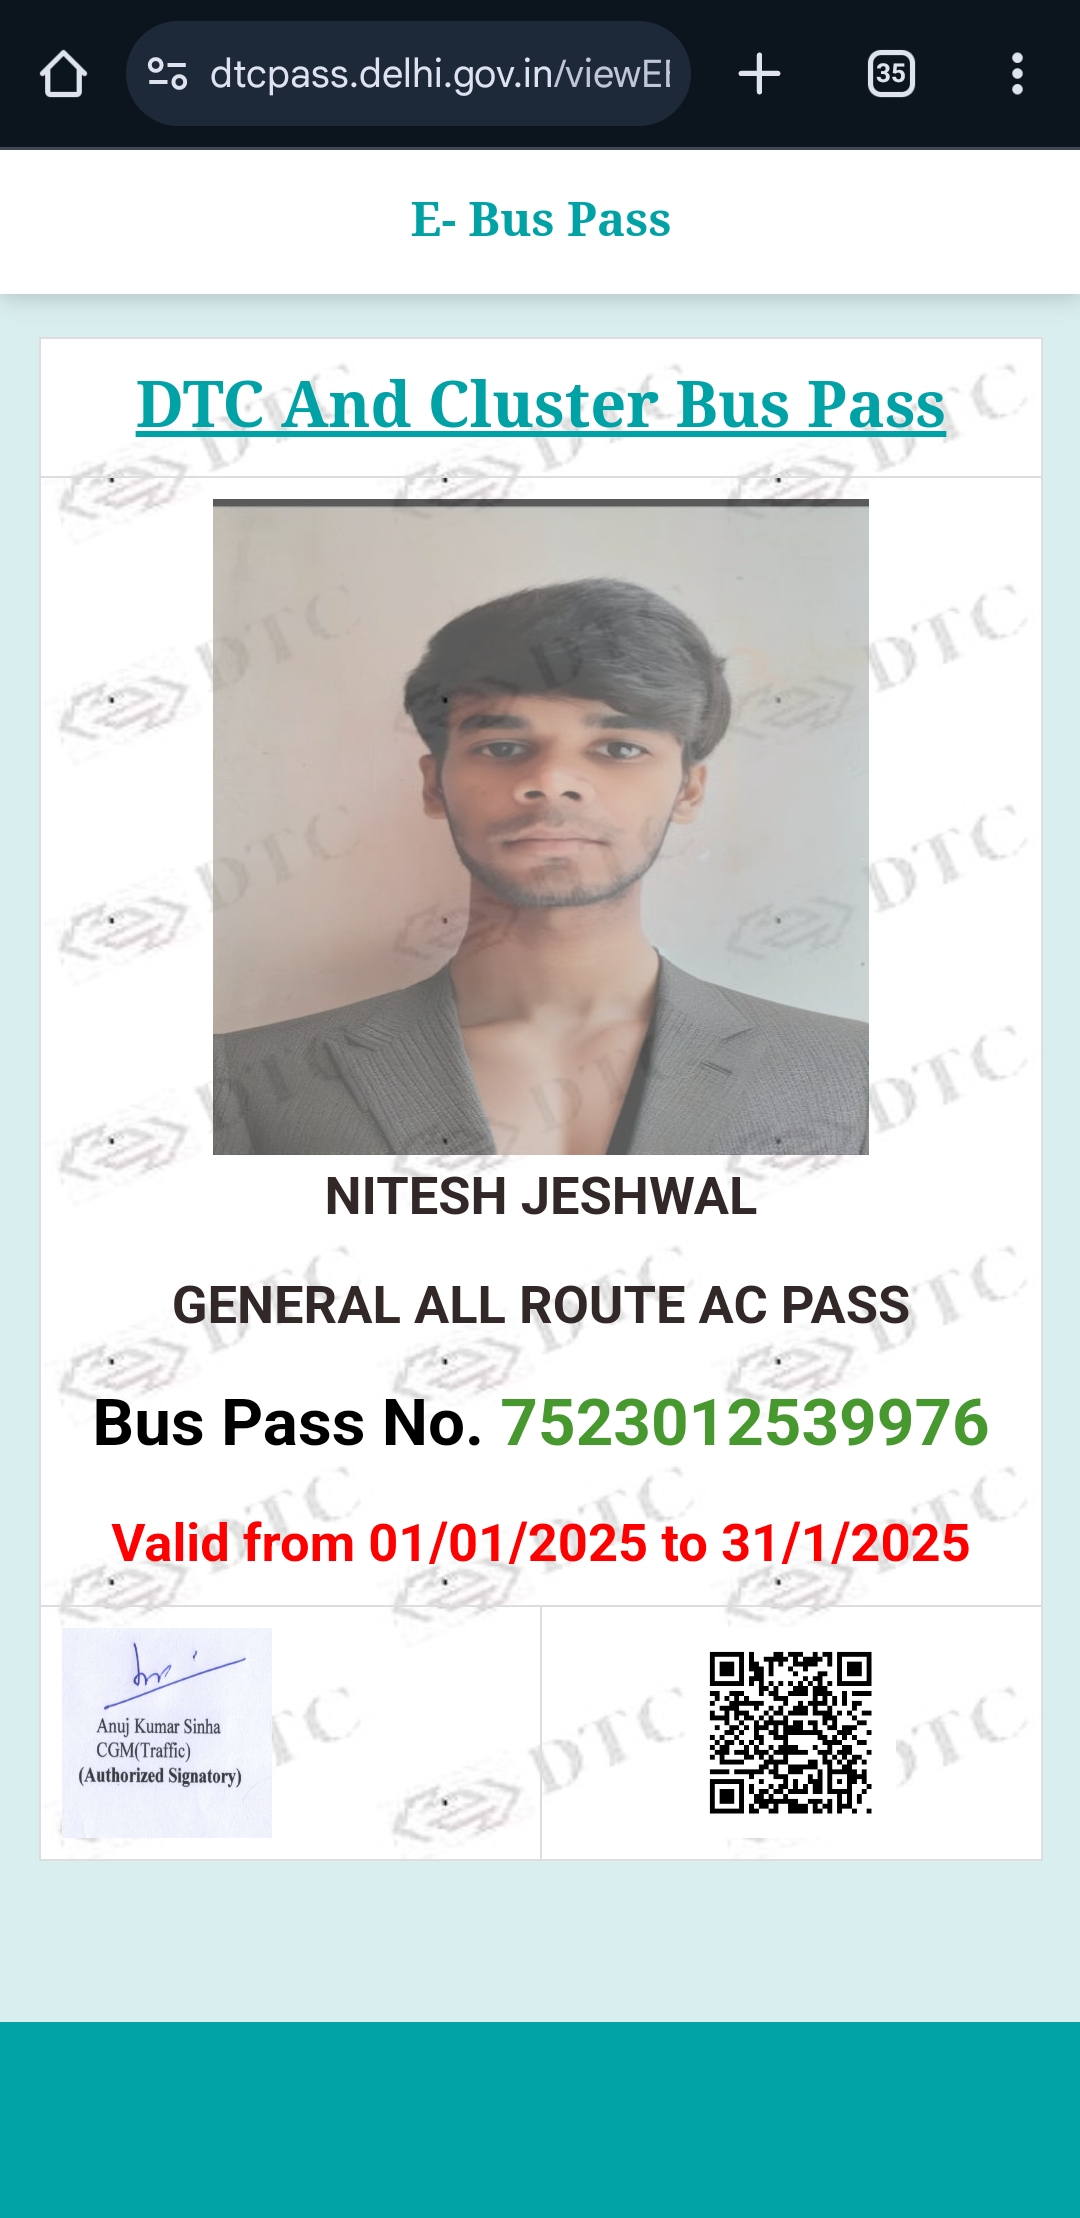 dtcpass.delhi.gov.in/viewEl
35
E- Bus Pass
DTC And Cluster Bus Pass
NITESH JESHWAL
GENERAL ALL ROUTE AC PASS
Bus Pass No. 7523012539976
Valid from 01/01/2025 to 31/1/2025
Anuj Kumar Sinha
CGM(Traffic)
(Authorized Signatory)
DTC